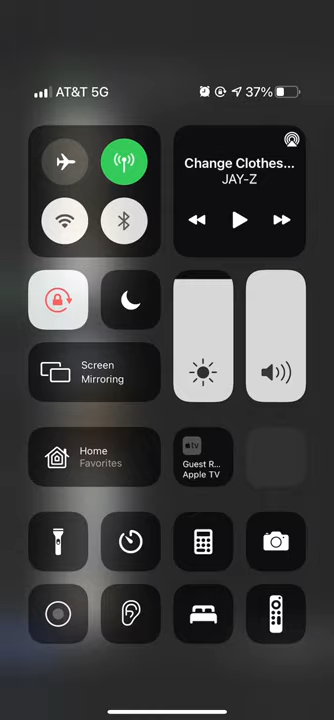 AT&T 5G
37%
Change Clothes...
JAY-Z
Screen
Mirroring
Home
Favorites
tv
Guest R...
Apple TV